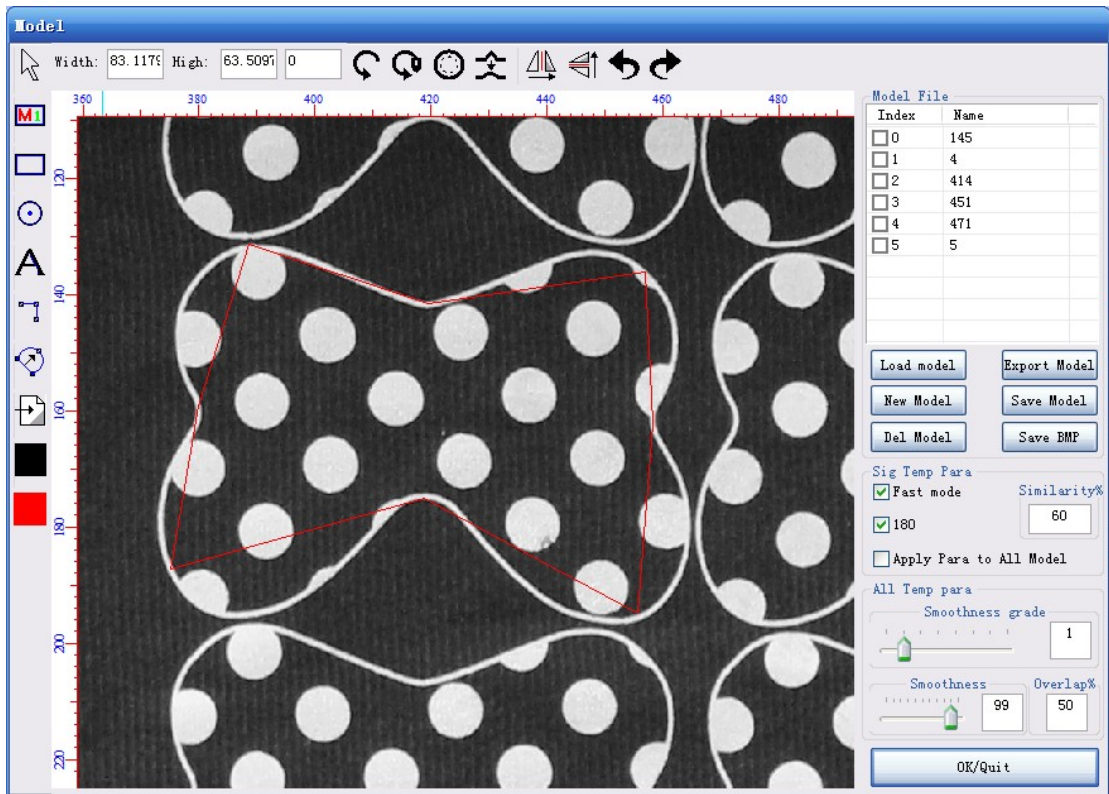 Model
Width: 83.1179 High: 63.5097 0
M1
A
360 380 400 420 440 460 480
120
140
160
180
200
220
Model File
Index Name
0 145
1 4
2 414
3 451
4 471
5 5
Load model Export Model
New Model Save Model
Del Model Save BMP
Sig Temp Para
Fast mode Similarity%
180 60
Apply Para to All Model
All Temp para
Smoothness grade
1
Smoothness Overlap%
99 50
OK/Quit